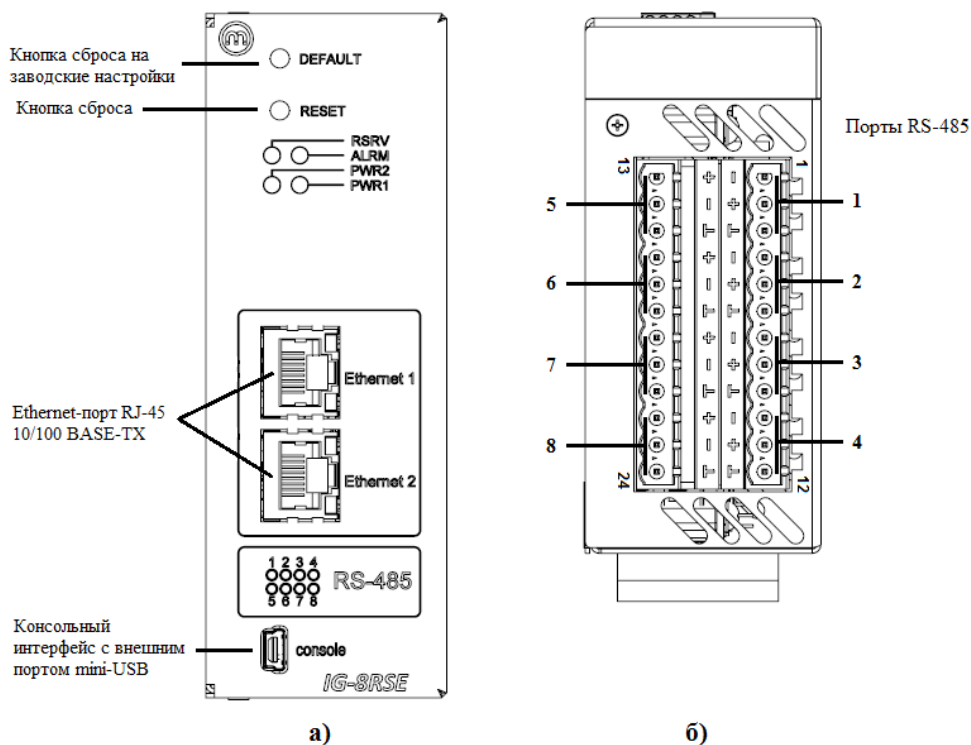 Кнопка сброса на
заводские настройки
DEFAULT
Кнопка сброса
RESET
RSRV
ALRM
PWR2
PWR1
Ethernet 1
Ethernet-порт RJ-45
10/100 BASE-TX
Ethernet 2
1 2 3 4
RS-485
5 6 7 8
Консольный
интерфейс с внешним
портом mini-USB
console
IG-8RSE
а)
Порты RS-485
13 + - 1
5 - + 1
T T
+ -
6 - + 2
T T
+ -
7 - + 3
T T
+ -
8 - + 4
24 T T 12
б)